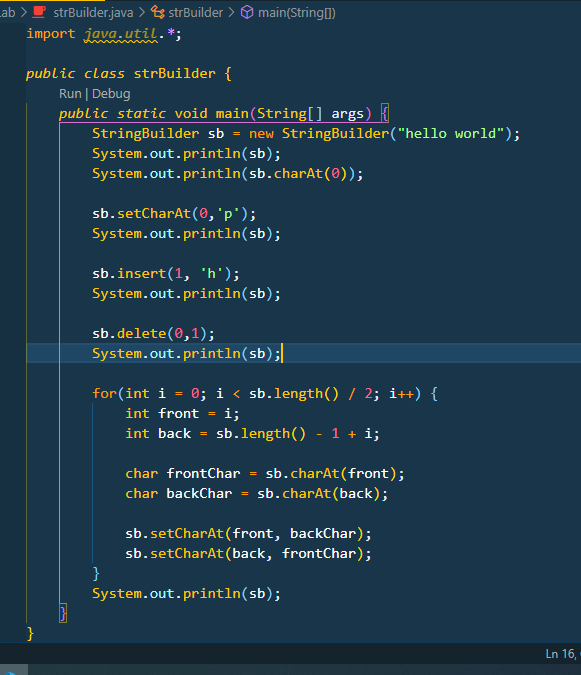 ab > strBuilder.java > strBuilder > main(String[])
import java.util.*;
public class strBuilder {
Run | Debug
public static void main(String[] args) {
StringBuilder sb = new StringBuilder("hello world");
System.out.println(sb);
System.out.println(sb.charAt(0));
sb.setCharAt(0,'p');
System.out.println(sb);
sb.insert(1, 'h');
System.out.println(sb);
sb.delete(0,1);
System.out.println(sb);
for(int i = 0; i < sb.length() / 2; i++) {
int front = i;
int back = sb.length() - 1 + i;
char frontChar = sb.charAt(front);
char backChar = sb.charAt(back);
sb.setCharAt(front, backChar);
sb.setCharAt(back, frontChar);
}
System.out.println(sb);
}
}
Ln 16,